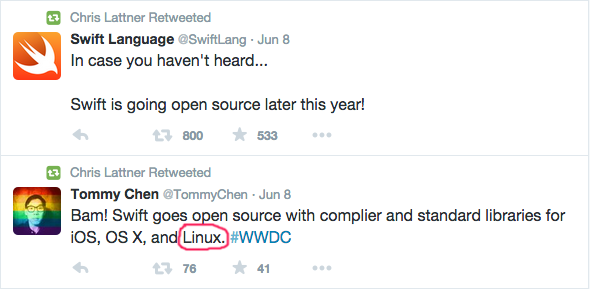 Chris Lattner Retweeted
Swift Language @SwiftLang · Jun 8
In case you haven't heard...
Swift is going open source later this year!
800 533
Chris Lattner Retweeted
Tommy Chen @TommyChen · Jun 8
Bam! Swift goes open source with complier and standard libraries for
iOS, OS X, and Linux. #WWDC
76 41